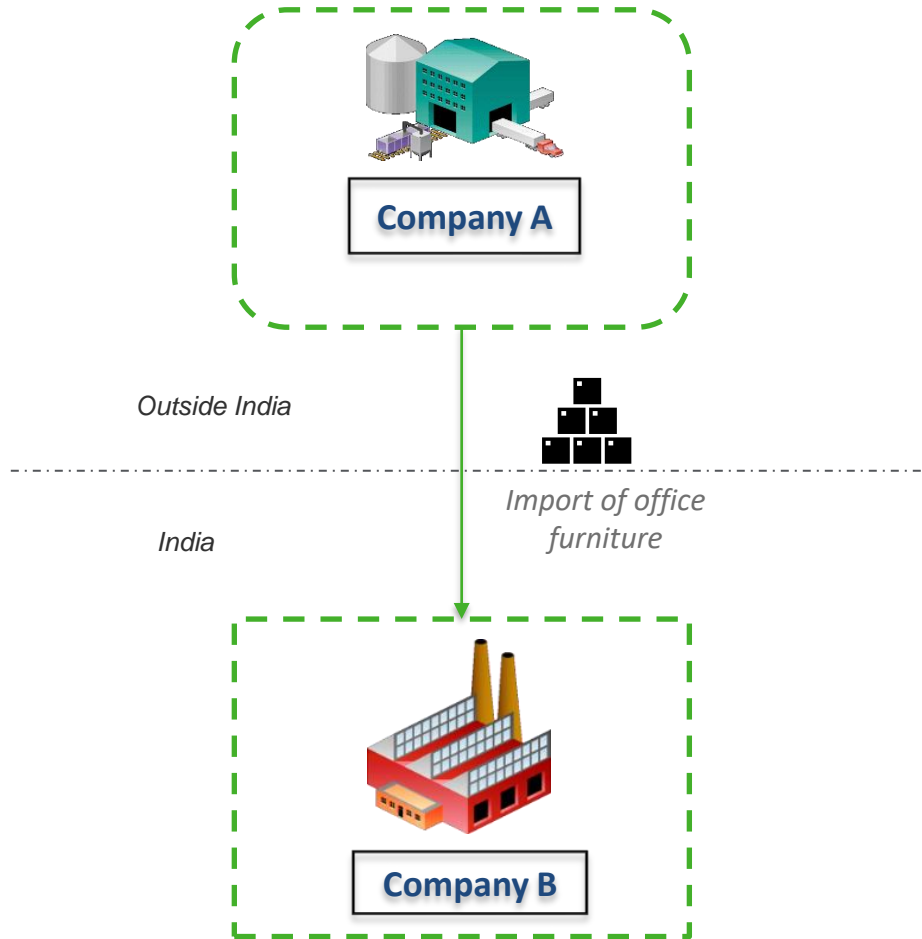 Company A
Outside India
Import of office
furniture
India
Company B